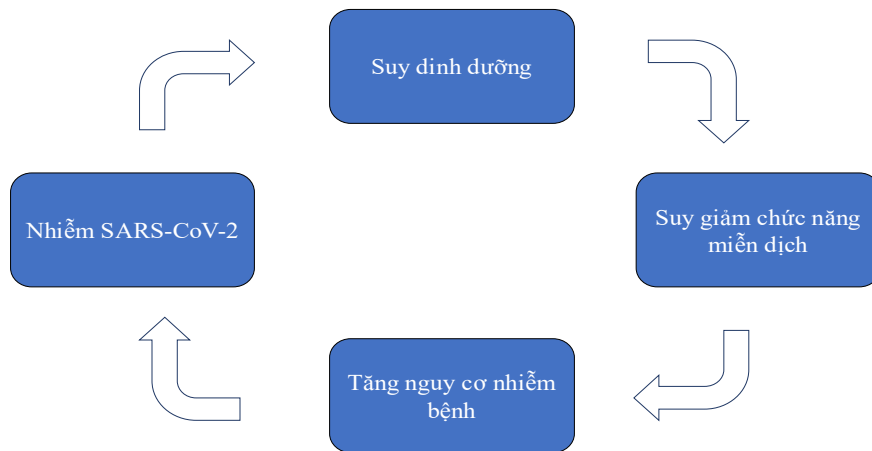 Suy dinh dưỡng
Nhiễm SARS-CoV-2
Suy giảm chức năng
miễn dịch
Tăng nguy cơ nhiễm
bệnh